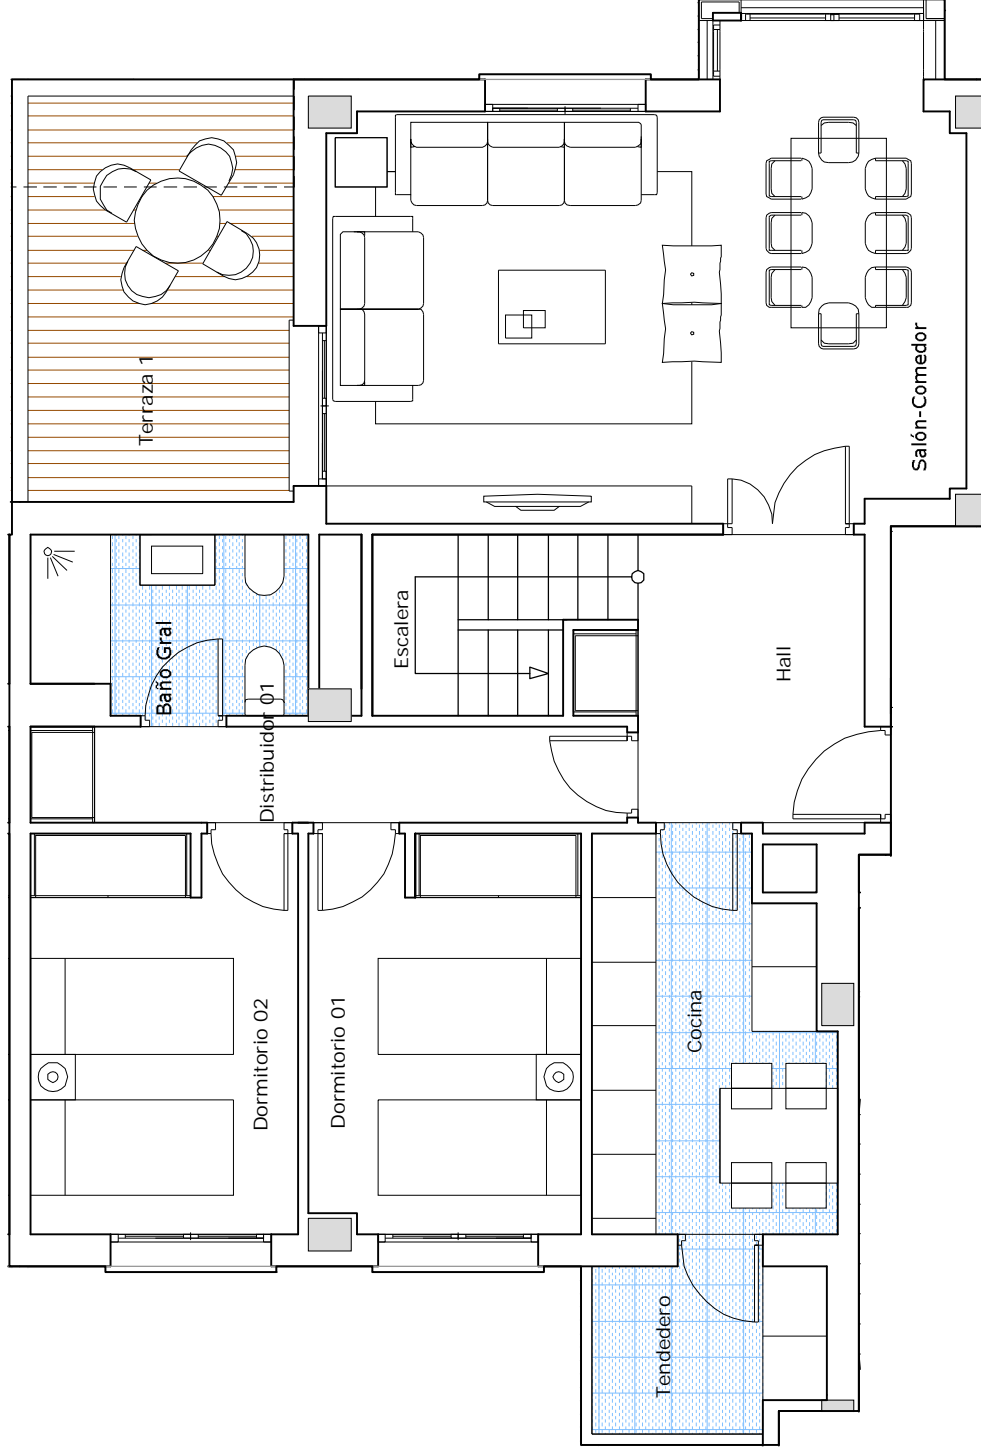 Terraza 1
Salón-Comedor
Baño Gral
Escalera
Hall
Distribuidor 01
Dormitorio 02
Dormitorio 01
Cocina
Tendedero